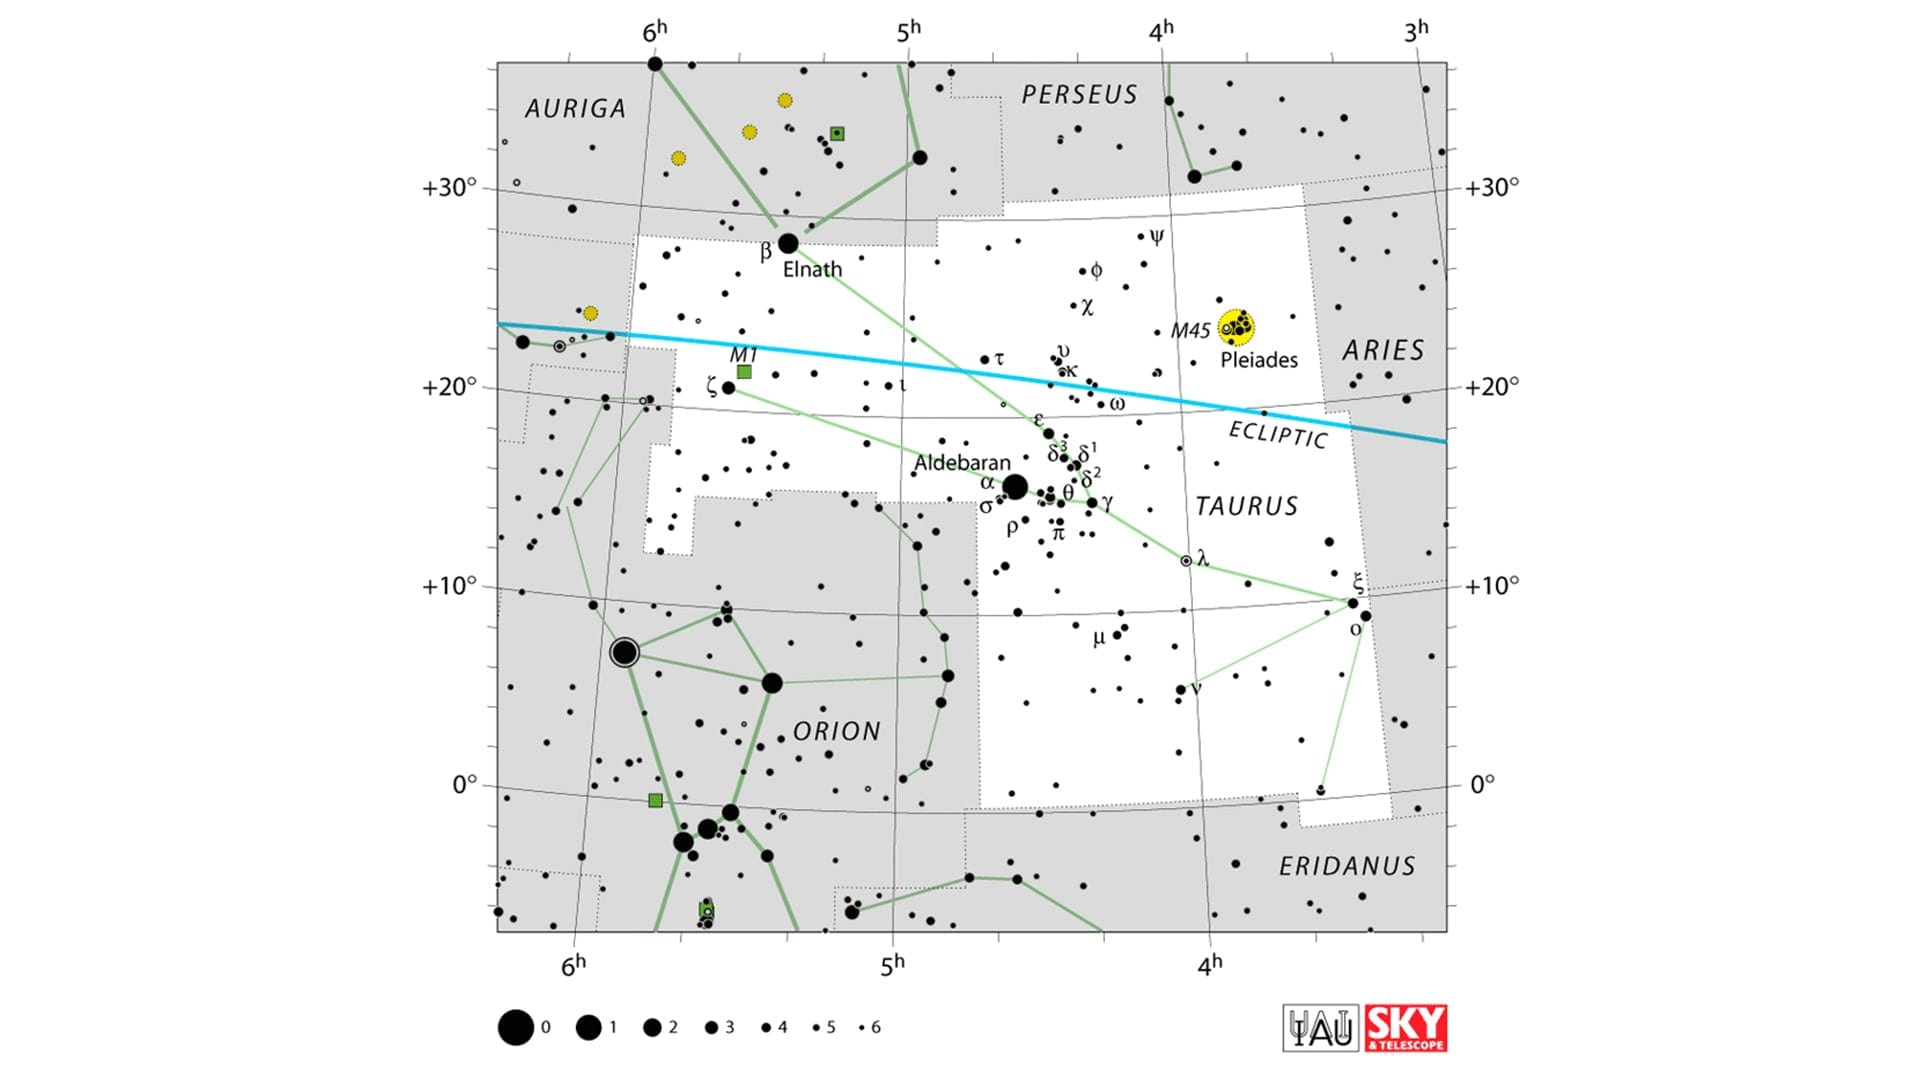 6h 5h 4h 3h
AURIGA
PERSEUS
+30° +30°
ψ
β
Elnath
ϕ
χ
M45
Pleiades
ARIES
M1
τ
υ
κ
+20° +20°
ζ
ι
ω
ε
ECLIPTIC
δ3 δ1
Aldebaran
δ2
α
θ
σ
γ
TAURUS
ρ
π
λ
+10° +10°
ξ
ο
μ
ν
ORION
0° 0°
ERIDANUS
6h 5h 4h
0 1 2 3 4 5 6
IAU
SKY
& TELESCOPE